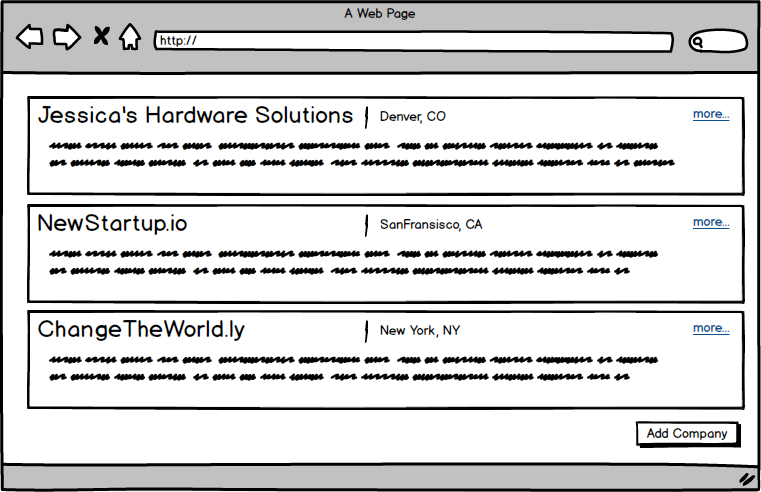 A Web Page
http://
Jessica's Hardware Solutions | Denver, CO more...
NewStartup.io | SanFransisco, CA more...
ChangeTheWorld.ly | New York, NY more...
Add Company